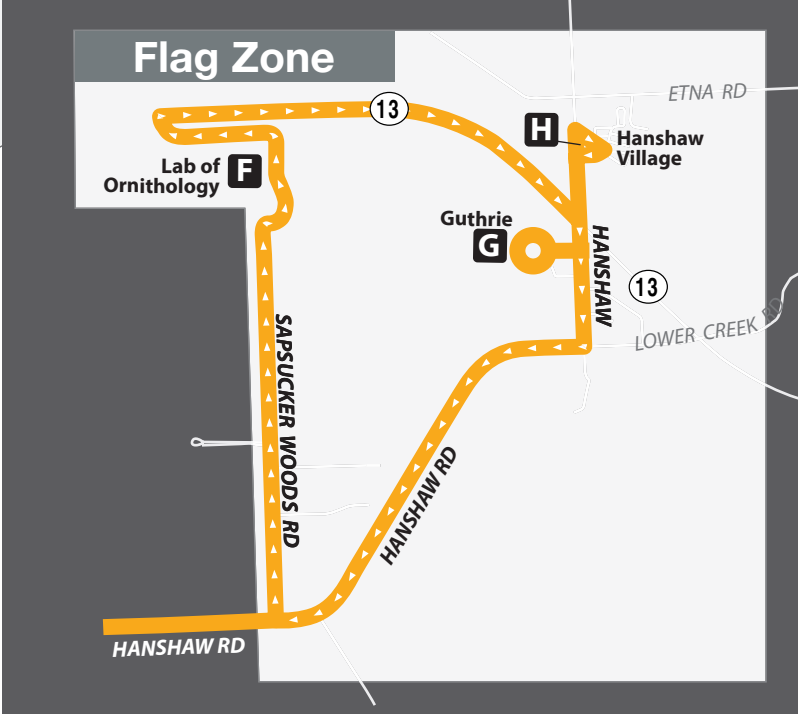 Flag Zone
ETNA RD
13
H
Hanshaw
Village
Lab of
Ornithology
F
Guthrie
G
HANSHAW
13
LOWER CREEK RD
SAPSUCKER WOODS RD
HANSHAW RD
HANSHAW RD